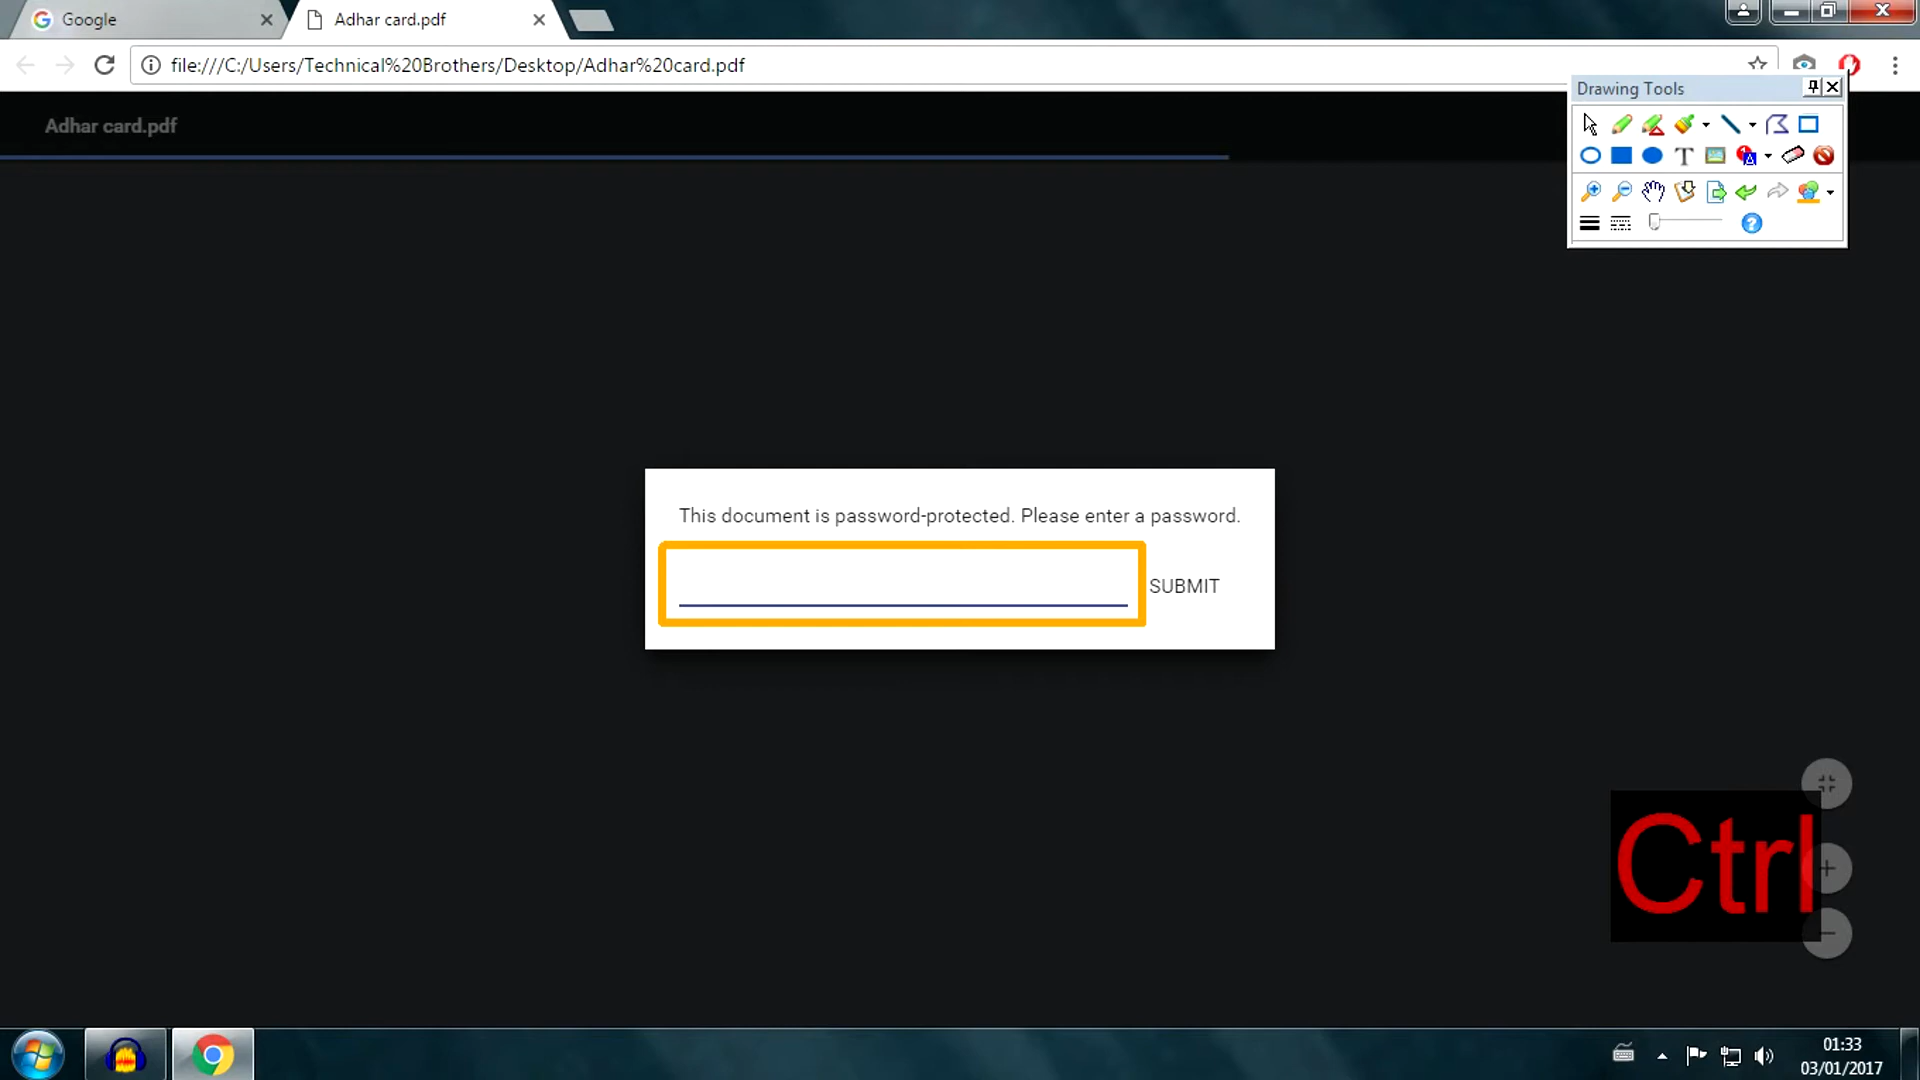 Google
Adhar card.pdf
file:///C:/Users/Technical%20Brothers/Desktop/Adhar%20card.pdf
Drawing Tools
Adhar card.pdf
T
A
?
This document is password-protected. Please enter a password.
SUBMIT
Ctrl
01:33
03/01/2017